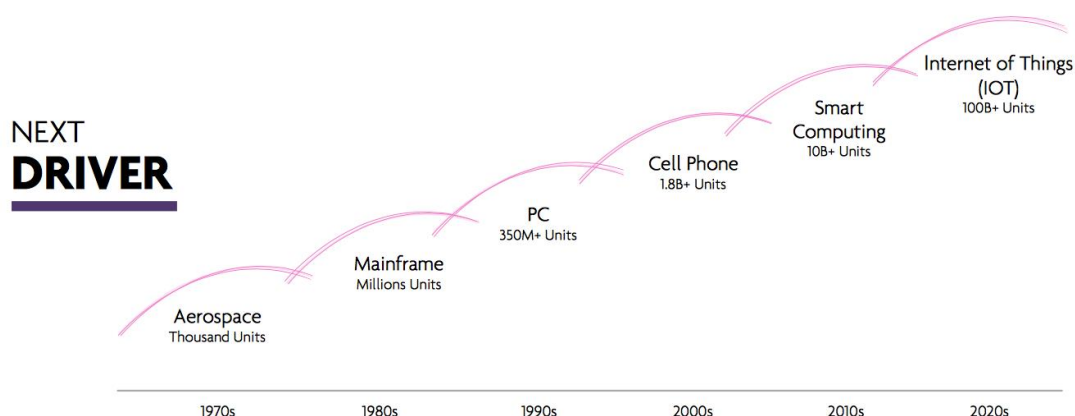 NEXT
DRIVER
Internet of Things
(IOT)
100B+ Units
Smart
Computing
10B+ Units
Cell Phone
1.8B+ Units
PC
350M+ Units
Mainframe
Millions Units
Aerospace
Thousand Units
1970s
1980s
1990s
2000s
2010s
2020s